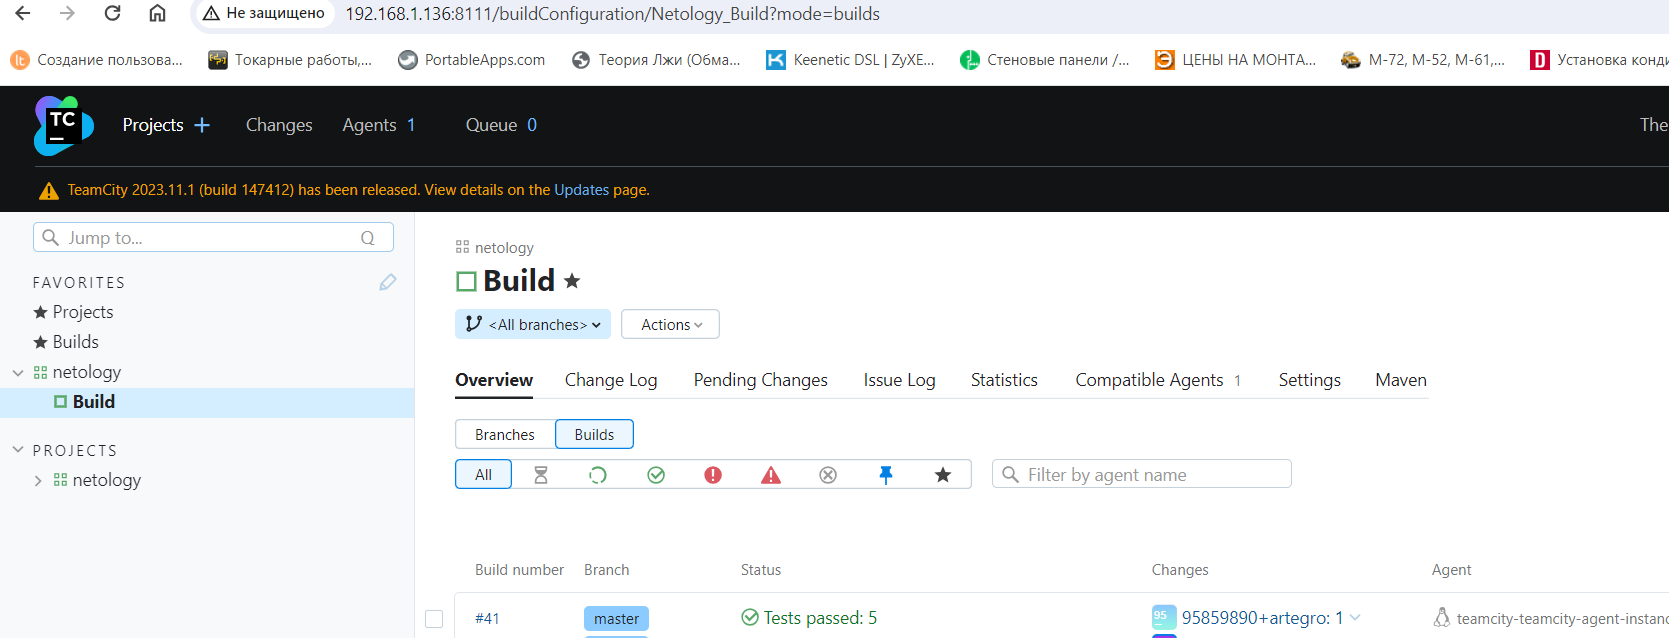 Не защищено 192.168.1.136:8111/buildConfiguration/Netology_Build?mode=builds
lt Создание пользова... Токарные работы,... PortableApps.com Теория Лжи (Обма... Keenetic DSL | ZyXE... Стеновые панели /... ЦЕНЫ НА МОНТА... М-72, М-52, М-61,... D Установка конди
TC Projects Changes Agents 1 Queue 0 The
TeamCity 2023.11.1 (build 147412) has been released. View details on the Updates page.
Jump to... Q
FAVORITES
Projects
Builds
netology
Build
PROJECTS
netology
netology
Build
<All branches> Actions
Overview Change Log Pending Changes Issue Log Statistics Compatible Agents 1 Settings Maven
Branches Builds
All Filter by agent name
Build number Branch Status Changes Agent
#41 master Tests passed: 5 95 95859890+artegro: 1 teamcity-teamcity-agent-instanc